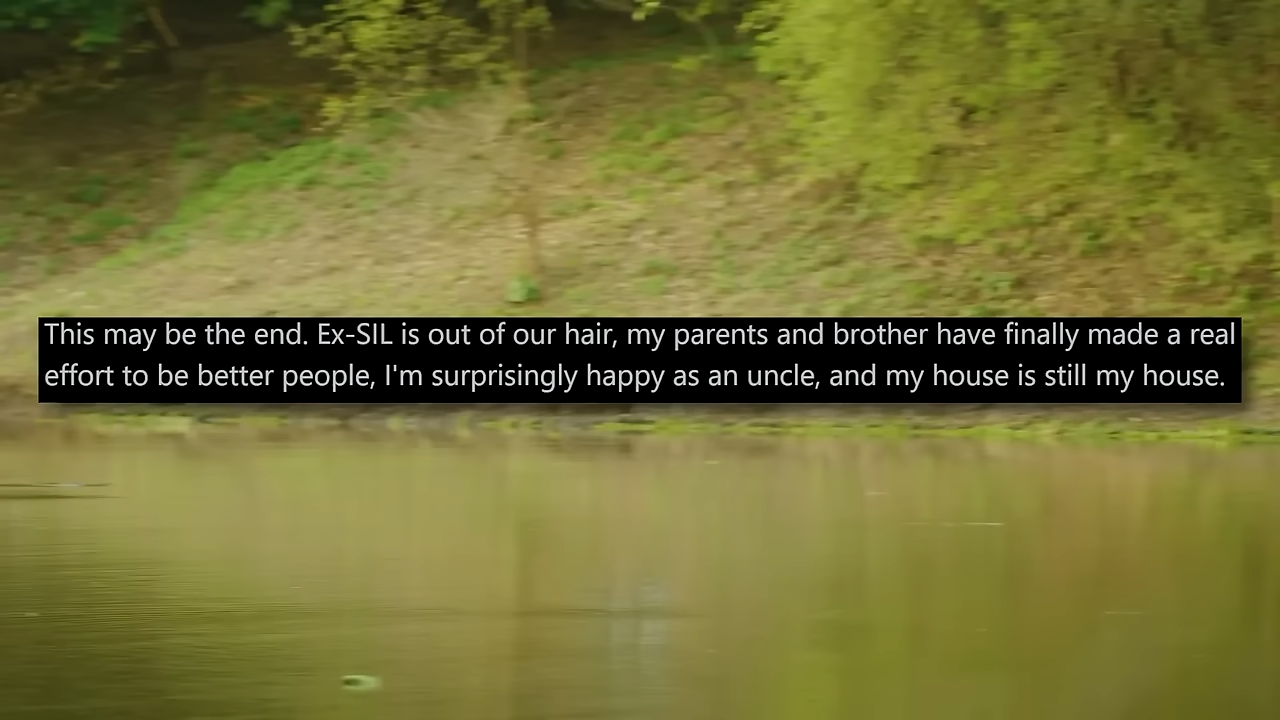 This may be the end. Ex-SIL is out of our hair, my parents and brother have finally made a real
effort to be better people, I'm surprisingly happy as an uncle, and my house is still my house.